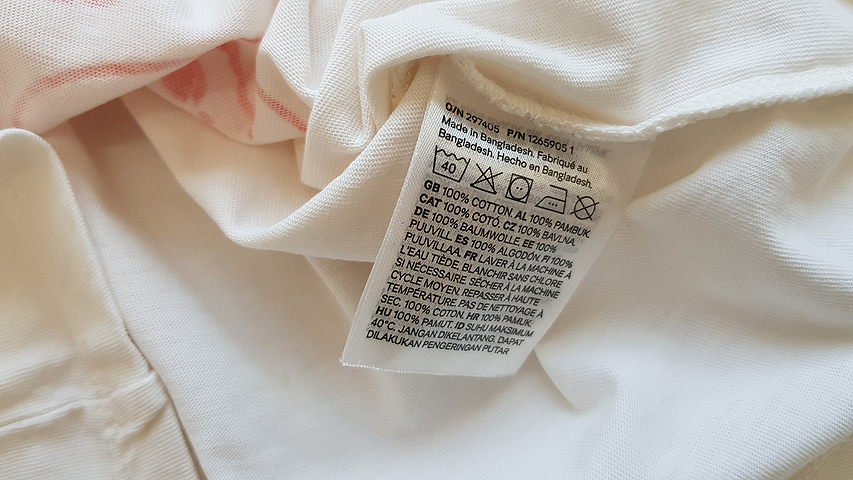 O/N 297405 P/N 1265905 1
Made in Bangladesh. Fabriqué au
Bangladesh. Hecho en Bangladesh.
40
GB 100% COTTON. AL 100% PAMBUK.
CAT 100% COTÓ. CZ 100% BAVLNA.
DE 100% BAUMWOLLE. EE 100%
PUUVILL. ES 100% ALGODÓN. FI 100%
PUUVILLAA. FR LAVER À LA MACHINE À
L'EAU TIÈDE. BLANCHIR SANS CHLORE
SI NÉCESSAIRE. SÉCHER À LA MACHINE
CYCLE MOYEN. REPASSER À HAUTE
TEMPÉRATURE. PAS DE NETTOYAGE À
SEC. 100% COTON. HR 100% PAMUK.
HU 100% PAMUT. ID SUHU MAKSIMUM
40°C. JANGAN DIKELANTANG. DAPAT
DILAKUKAN PENGERINGAN PUTAR